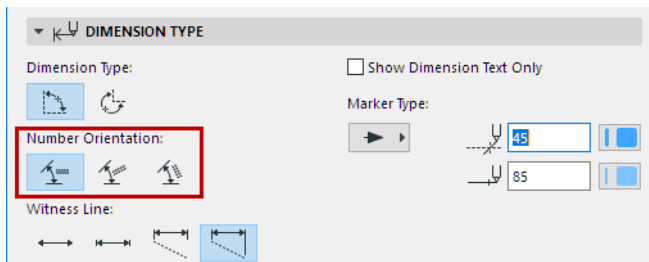 DIMENSION TYPE
Dimension Type:
Show Dimension Text Only
Marker Type:
45
Number Orientation:
85
Witness Line: